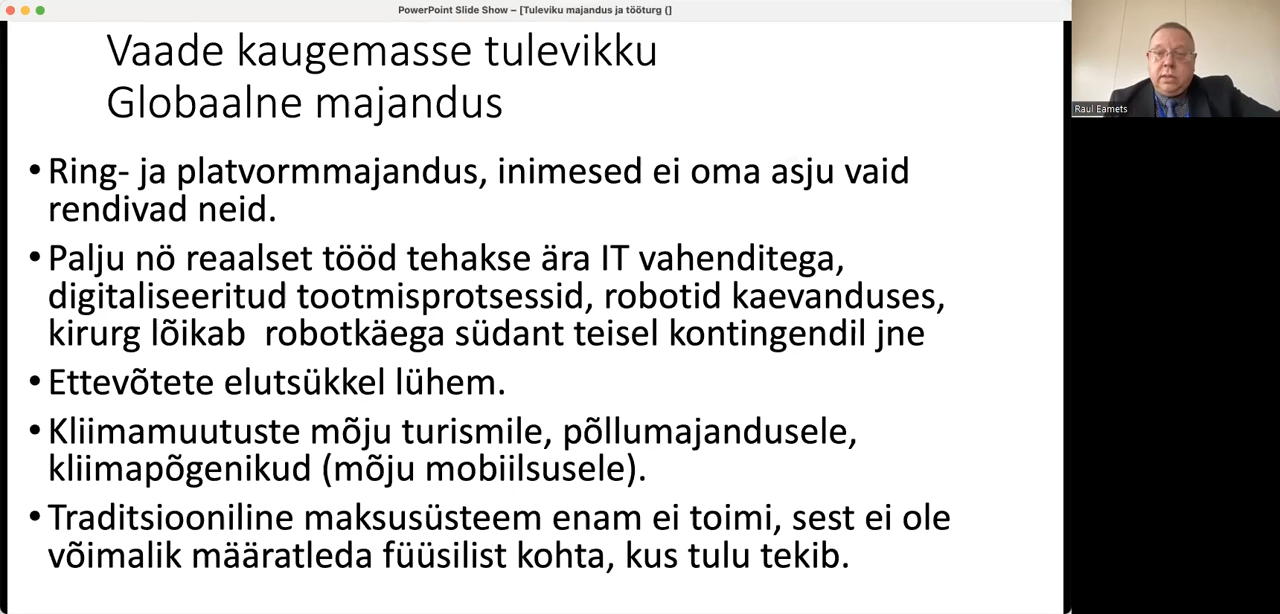 PowerPoint Slide Show – [Tuleviku majandus ja tööturg (]
Vaade kaugemasse tulevikku
Globaalne majandus
• Ring- ja platvormmajandus, inimesed ei oma asju vaid
rendivad neid.
• Palju nö reaalset tööd tehakse ära IT vahenditega,
digitaliseeritud tootmisprotsessid, robotid kaevanduses,
kirurg lõikab  robotkäega südant teisel kontingendil jne
• Ettevõtete elutsükkel lühem.
• Kliimamuutuste mõju turismile, põllumajandusele,
kliimapõgenikud (mõju mobiilsusele).
• Traditsiooniline maksusüsteem enam ei toimi, sest ei ole
võimalik määratleda füüsilist kohta, kus tulu tekib.
Raul Eamets